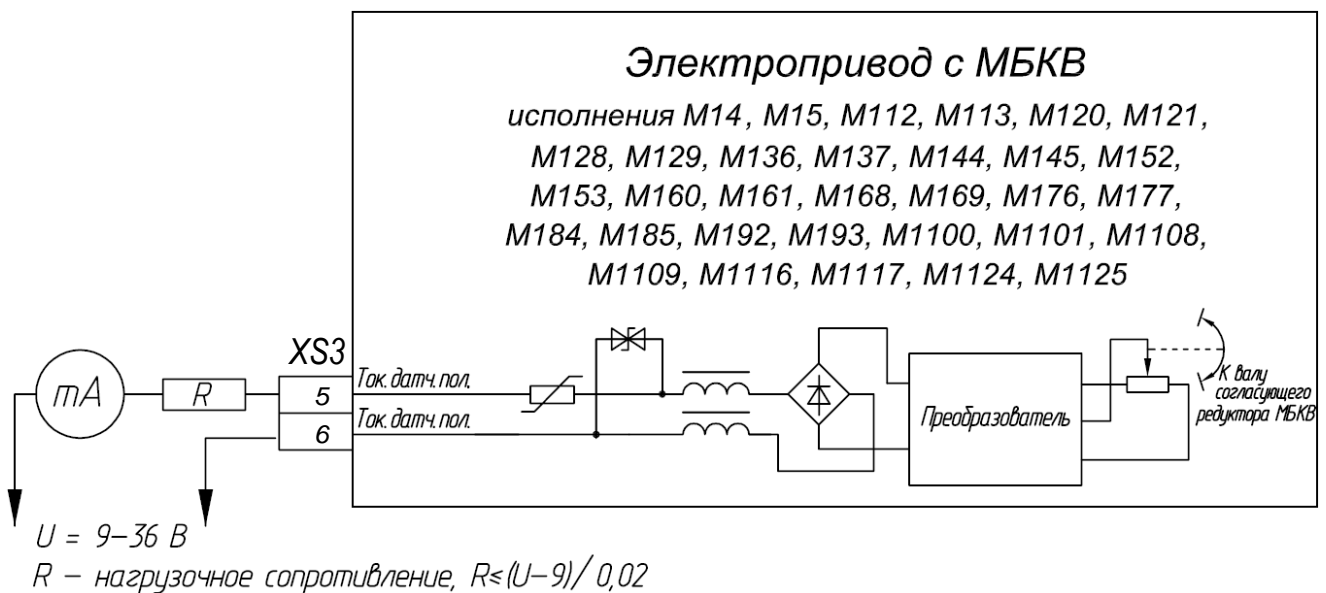 Электропривод с МБКВ
исполнения М14, М15, М112, М113, М120, М121,
М128, М129, М136, М137, М144, М145, М152,
М153, М160, М161, М168, М169, М176, М177,
М184, М185, М192, М193, М1100, М1101, М1108,
М1109, М1116, М1117, М1124, М1125
XS3
mA
R
5
Ток. датч. пол.
6
Ток. датч. пол.
Преобразователь
К валу
согласующего
редуктора МБКВ
U = 9–36 В
R – нагрузочное сопротивление, R≤(U–9)/ 0,02